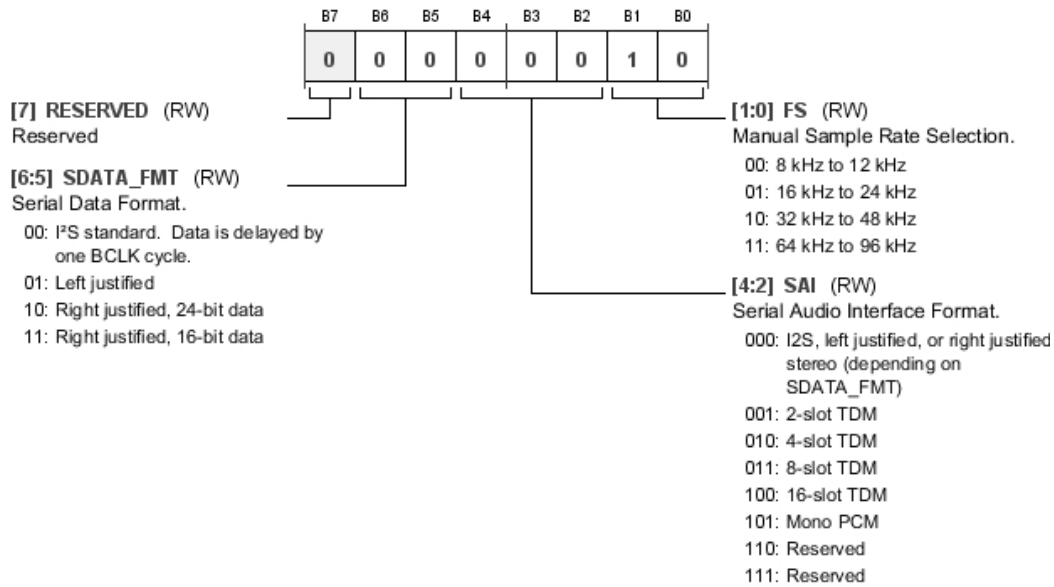 B7 B6 B5 B4 B3 B2 B1 B0
0 0 0 0 0 0 1 0
[7] RESERVED (RW)
Reserved
[6:5] SDATA_FMT (RW)
Serial Data Format.
00: I²S standard. Data is delayed by
one BCLK cycle.
01: Left justified
10: Right justified, 24-bit data
11: Right justified, 16-bit data
[1:0] FS (RW)
Manual Sample Rate Selection.
00: 8 kHz to 12 kHz
01: 16 kHz to 24 kHz
10: 32 kHz to 48 kHz
11: 64 kHz to 96 kHz
[4:2] SAI (RW)
Serial Audio Interface Format.
000: I2S, left justified, or right justified
stereo (depending on
SDATA_FMT)
001: 2-slot TDM
010: 4-slot TDM
011: 8-slot TDM
100: 16-slot TDM
101: Mono PCM
110: Reserved
111: Reserved